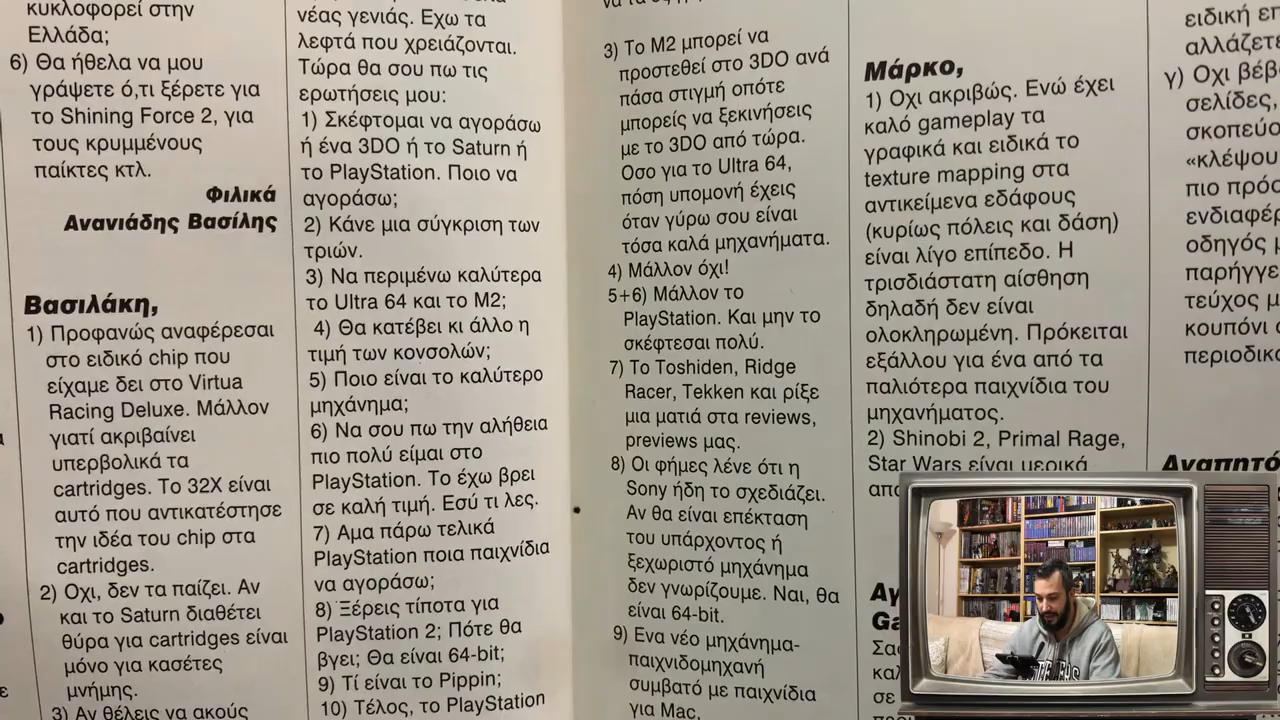 κυκλοφορεί στην
Ελλάδα;
6) Θα ήθελα να μου
γράψετε ό,τι ξέρετε για
το Shining Force 2, για
τους κρυμμένους
παίκτες κτλ.
Φιλικά
Ανανιάδης Βασίλης
Βασιλάκη,
1) Προφανώς αναφέρεσαι
στο ειδικό chip που
είχαμε δει στο Virtua
Racing Deluxe. Μάλλον
γιατί ακριβαίνει
υπερβολικά τα
cartridges. Το 32X είναι
αυτό που αντικατέστησε
την ιδέα του chip στα
cartridges.
2) Οχι, δεν τα παίζει. Αν
και το Saturn διαθέτει
θύρα για cartridges είναι
μόνο για κασέτες
μνήμης.
3) Αν θέλεις να ακούς
νέας γενιάς. Εχω τα
λεφτά που χρειάζονται.
Τώρα θα σου πω τις
ερωτήσεις μου:
1) Σκέφτομαι να αγοράσω
ή ένα 3DO ή το Saturn ή
το PlayStation. Ποιο να
αγοράσω;
2) Κάνε μια σύγκριση των
τριών.
3) Να περιμένω καλύτερα
το Ultra 64 και το M2;
4) Θα κατέβει κι άλλο η
τιμή των κονσολών;
5) Ποιο είναι το καλύτερο
μηχάνημα;
6) Να σου πω την αλήθεια
πιο πολύ είμαι στο
PlayStation. Το έχω βρει
σε καλή τιμή. Εσύ τι λες.
7) Αμα πάρω τελικά
PlayStation ποια παιχνίδια
να αγοράσω;
8) Ξέρεις τίποτα για
PlayStation 2; Πότε θα
βγει; Θα είναι 64-bit;
9) Τί είναι το Pippin;
10) Τέλος, το PlayStation
3) Το M2 μπορεί να
προστεθεί στο 3DO ανά
πάσα στιγμή οπότε
μπορείς να ξεκινήσεις
με το 3DO από τώρα.
Οσο για το Ultra 64,
πόση υπομονή έχεις
όταν γύρω σου είναι
τόσα καλά μηχανήματα.
4) Μάλλον όχι!
5+6) Μάλλον το
PlayStation. Και μην το
σκέφτεσαι πολύ.
7) Το Toshiden, Ridge
Racer, Tekken και ρίξε
μια ματιά στα reviews,
previews μας.
8) Οι φήμες λένε ότι η
Sony ήδη το σχεδιάζει.
Αν θα είναι επέκταση
του υπάρχοντος ή
ξεχωριστό μηχάνημα
δεν γνωρίζουμε. Ναι, θα
είναι 64-bit.
9) Ενα νέο μηχάνημα-
παιχνιδομηχανή
συμβατό με παιχνίδια
για Mac,
Μάρκο,
1) Οχι ακριβώς. Ενώ έχει
καλό gameplay τα
γραφικά και ειδικά το
texture mapping στα
αντικείμενα εδάφους
(κυρίως πόλεις και δάση)
είναι λίγο επίπεδο. Η
τρισδιάστατη αίσθηση
δηλαδή δεν είναι
ολοκληρωμένη. Πρόκειται
εξάλλου για ένα από τα
παλιότερα παιχνίδια του
μηχανήματος.
2) Shinobi 2, Primal Rage,
Star Wars είναι μερικά
ειδική
αλλάζετε
γ) Οχι
σελίδες,
«κλέψου
πιο
οδηγός
τεύχος
κουπόνι